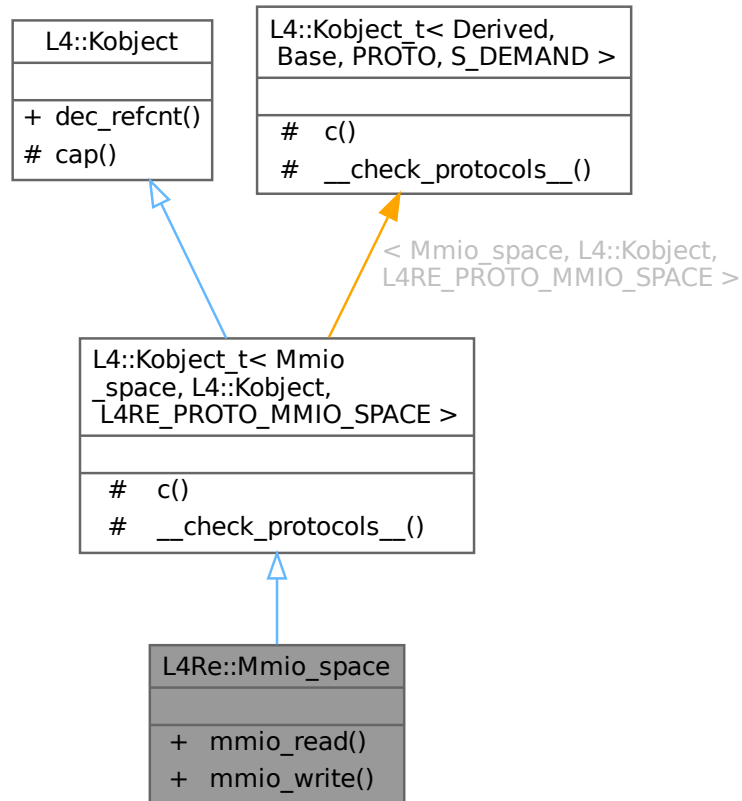 L4::Kobject
+ dec_refcnt()
# cap()
L4::Kobject_t< Derived,
Base, PROTO, S_DEMAND >
# c()
# __check_protocols__()
< Mmio_space, L4::Kobject,
L4RE_PROTO_MMIO_SPACE >
L4::Kobject_t< Mmio
_space, L4::Kobject,
L4RE_PROTO_MMIO_SPACE >
# c()
# __check_protocols__()
L4Re::Mmio_space
+ mmio_read()
+ mmio_write()